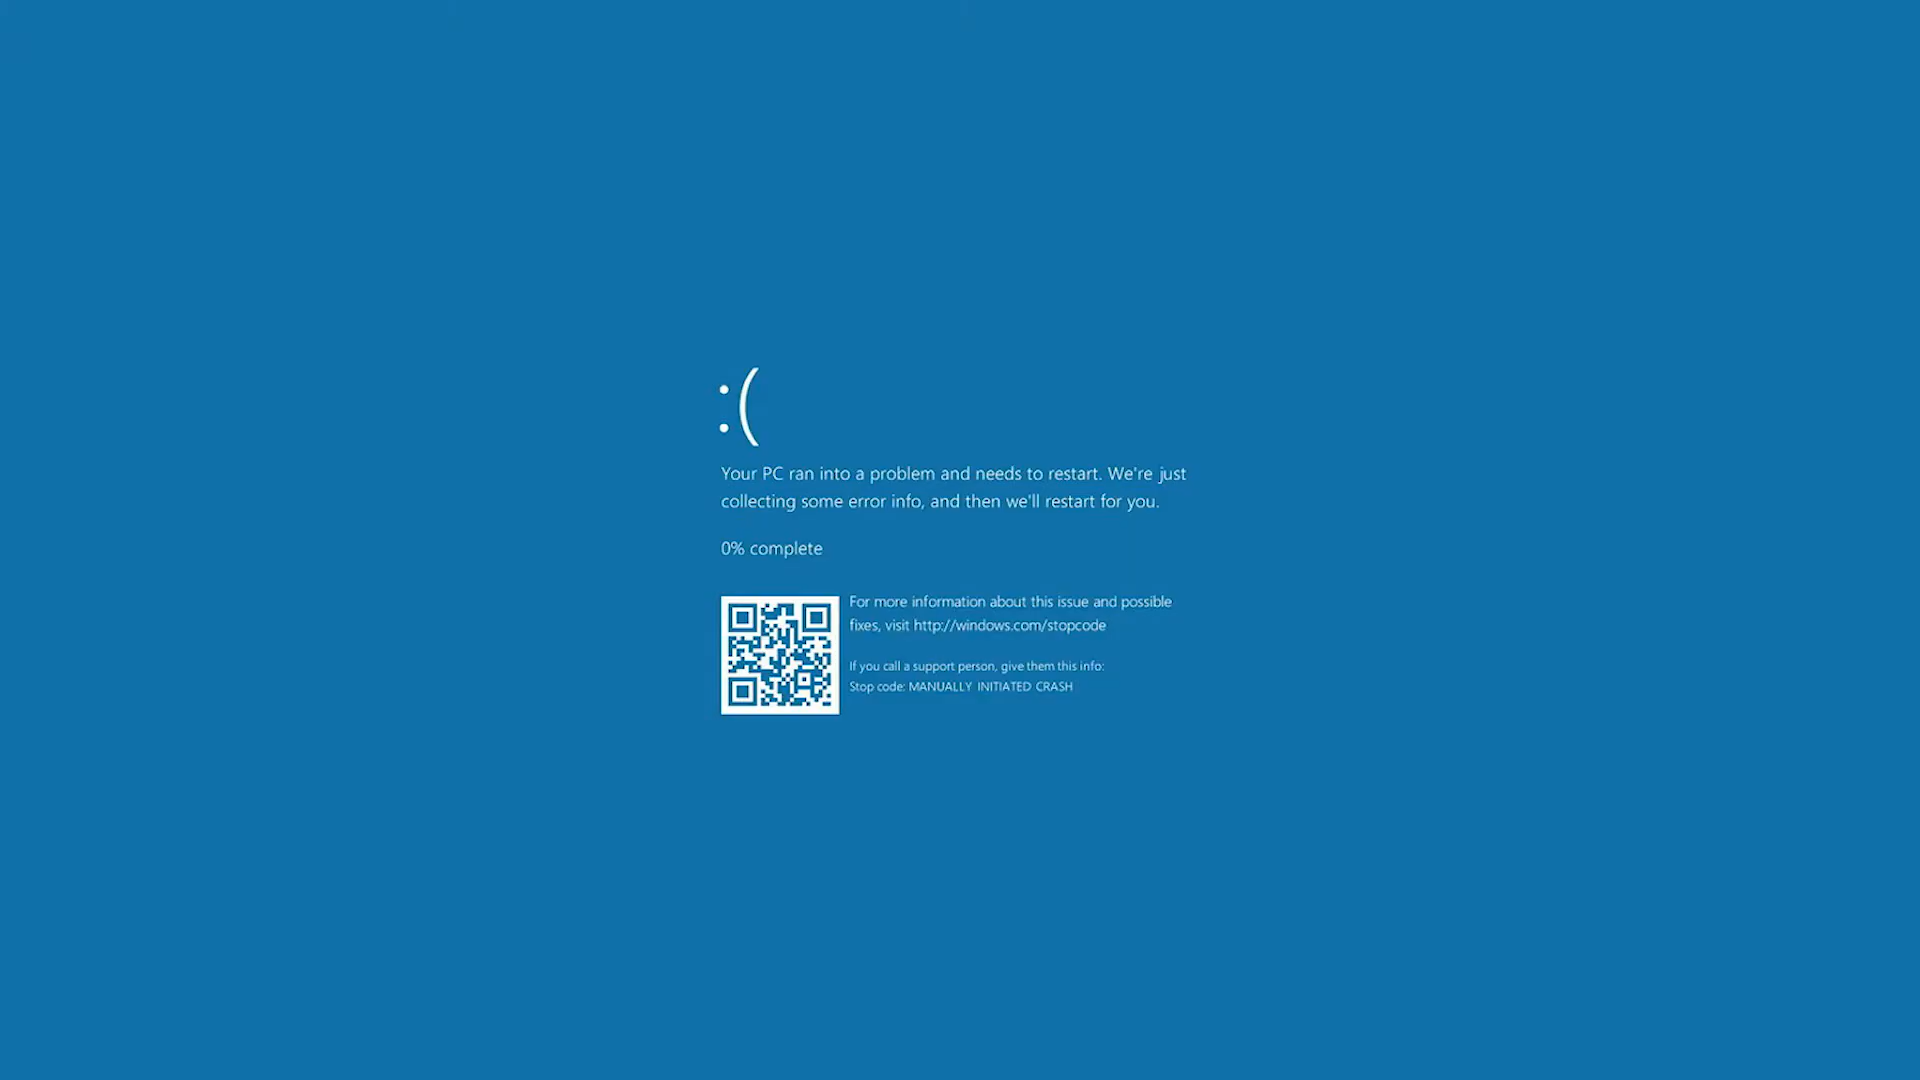 :(
Your PC ran into a problem and needs to restart. We're just
collecting some error info, and then we'll restart for you.
0% complete
For more information about this issue and possible
fixes, visit http://windows.com/stopcode
If you call a support person, give them this info:
Stop code: MANUALLY INITIATED CRASH